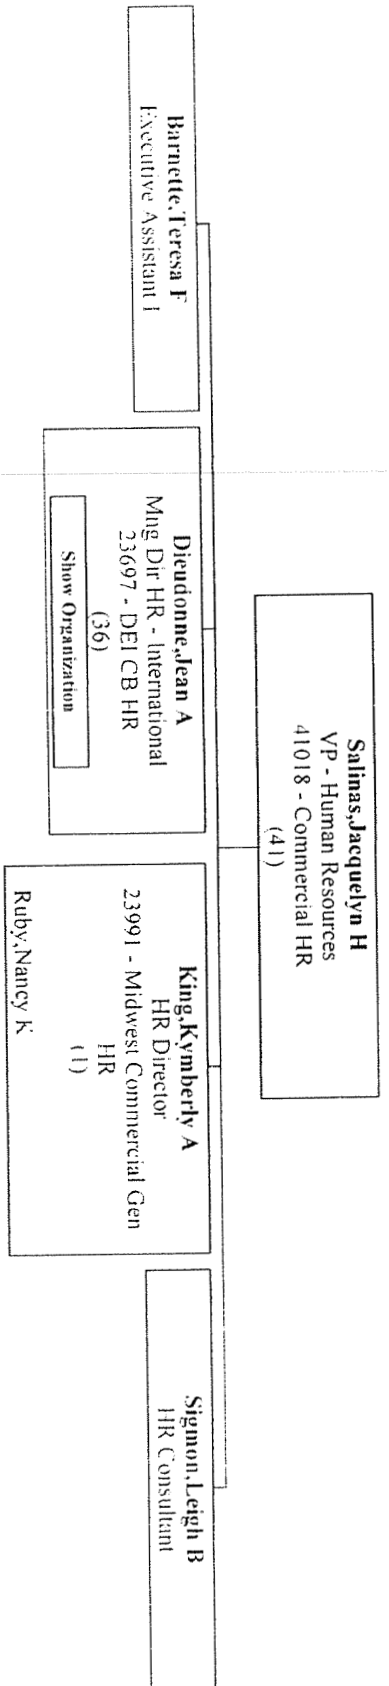 Salinas,Jacquelyn H
VP - Human Resources
41018 - Commercial HR
(41)
Barnette,Teresa F
Executive Assistant I
Dieudonne,Jean A
Mng Dir HR - International
23697 - DEI CB HR
(36)
Show Organization
King,Kymberly A
HR Director
23991 - Midwest Commercial Gen
HR
(1)
Ruby,Nancy K
Sigmon,Leigh B
HR Consultant